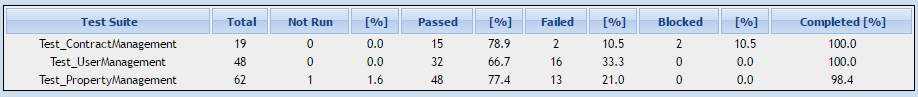 Test Suite Total Not Run [%] Passed [%] Failed [%] Blocked [%] Completed [%]
Test_ContractManagement 19 0 0.0 15 78.9 2 10.5 2 10.5 100.0
Test_UserManagement 48 0 0.0 32 66.7 16 33.3 0 0.0 100.0
Test_PropertyManagement 62 1 1.6 48 77.4 13 21.0 0 0.0 98.4